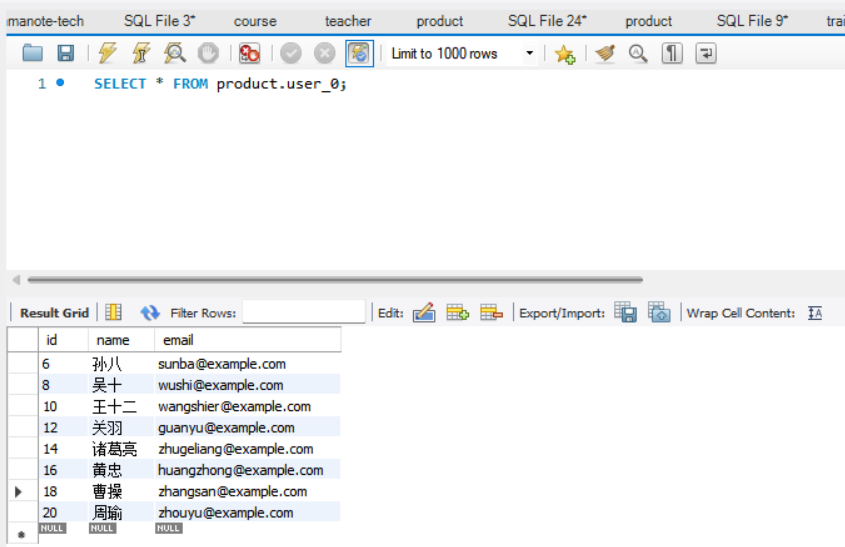 manote-tech SQL File 3* course teacher product SQL File 24* product SQL File 9* trai
Limit to 1000 rows
1 SELECT * FROM product.user_0;
Result Grid Filter Rows: Edit: Export/Import: Wrap Cell Content:
id name email
6 孙八 sunba@example.com
8 吴十 wushi@example.com
10 王十二 wangshier@example.com
12 关羽 guanyu@example.com
14 诸葛亮 zhugeliang@example.com
16 黄忠 huangzhong@example.com
18 曹操 zhangsan@example.com
20 周瑜 zhouyu@example.com
NULL NULL NULL